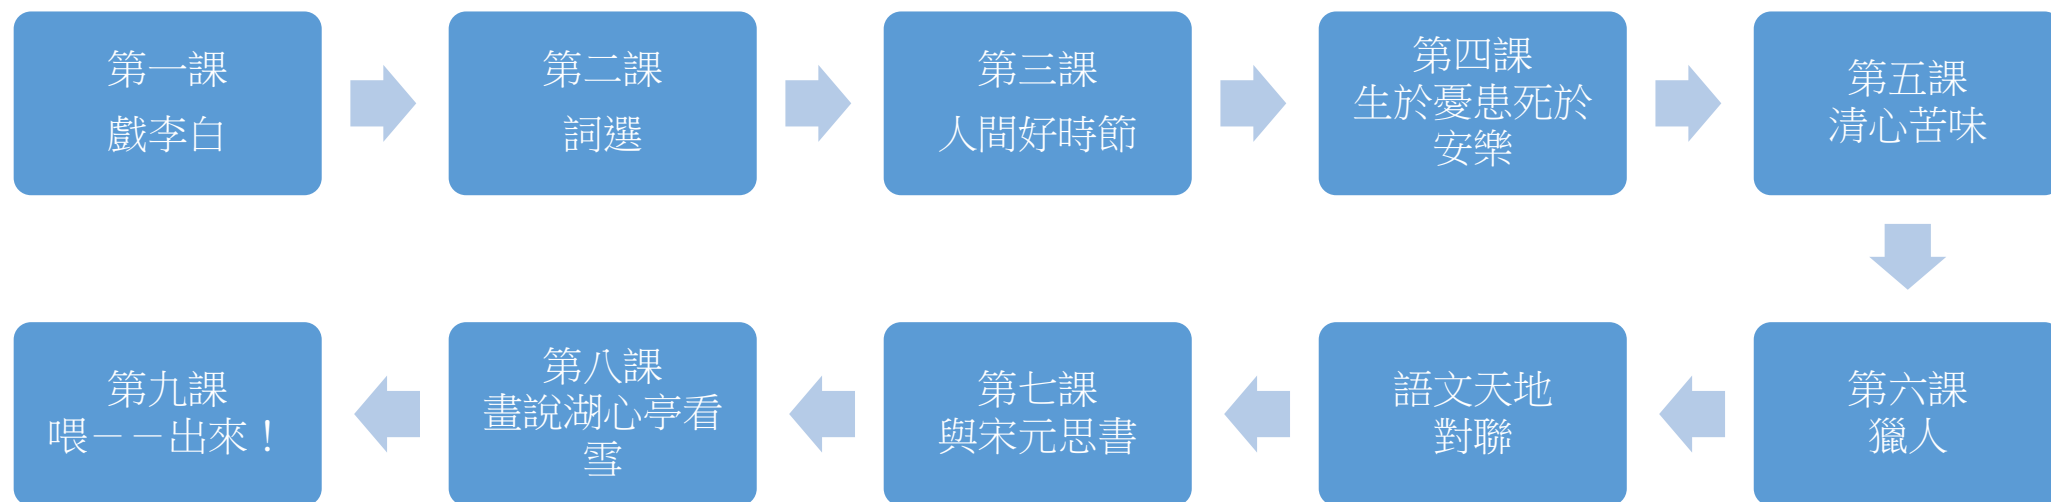 第一課
戲李白
第二課
詞選
第三課
人間好時節
第四課
生於憂患死於
安樂
第五課
清心苦味
第六課
獵人
語文天地
對聯
第七課
與宋元思書
第八課
畫說湖心亭看
雪
第九課
喂－－出來！